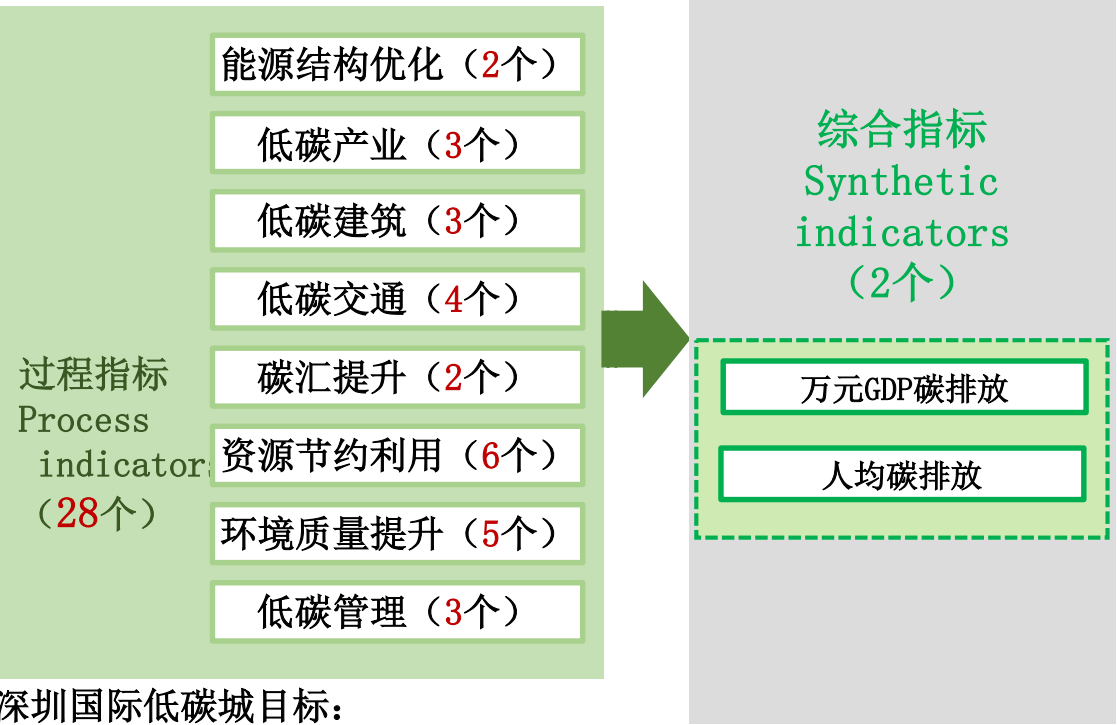 能源结构优化（2个）
低碳产业（3个）
低碳建筑（3个）
低碳交通（4个）
碳汇提升（2个）
资源节约利用（6个）
环境质量提升（5个）
低碳管理（3个）
过程指标
Process
indicator
（28个）
综合指标
Synthetic
indicators
（2个）
万元GDP碳排放
人均碳排放
深圳国际低碳城目标：